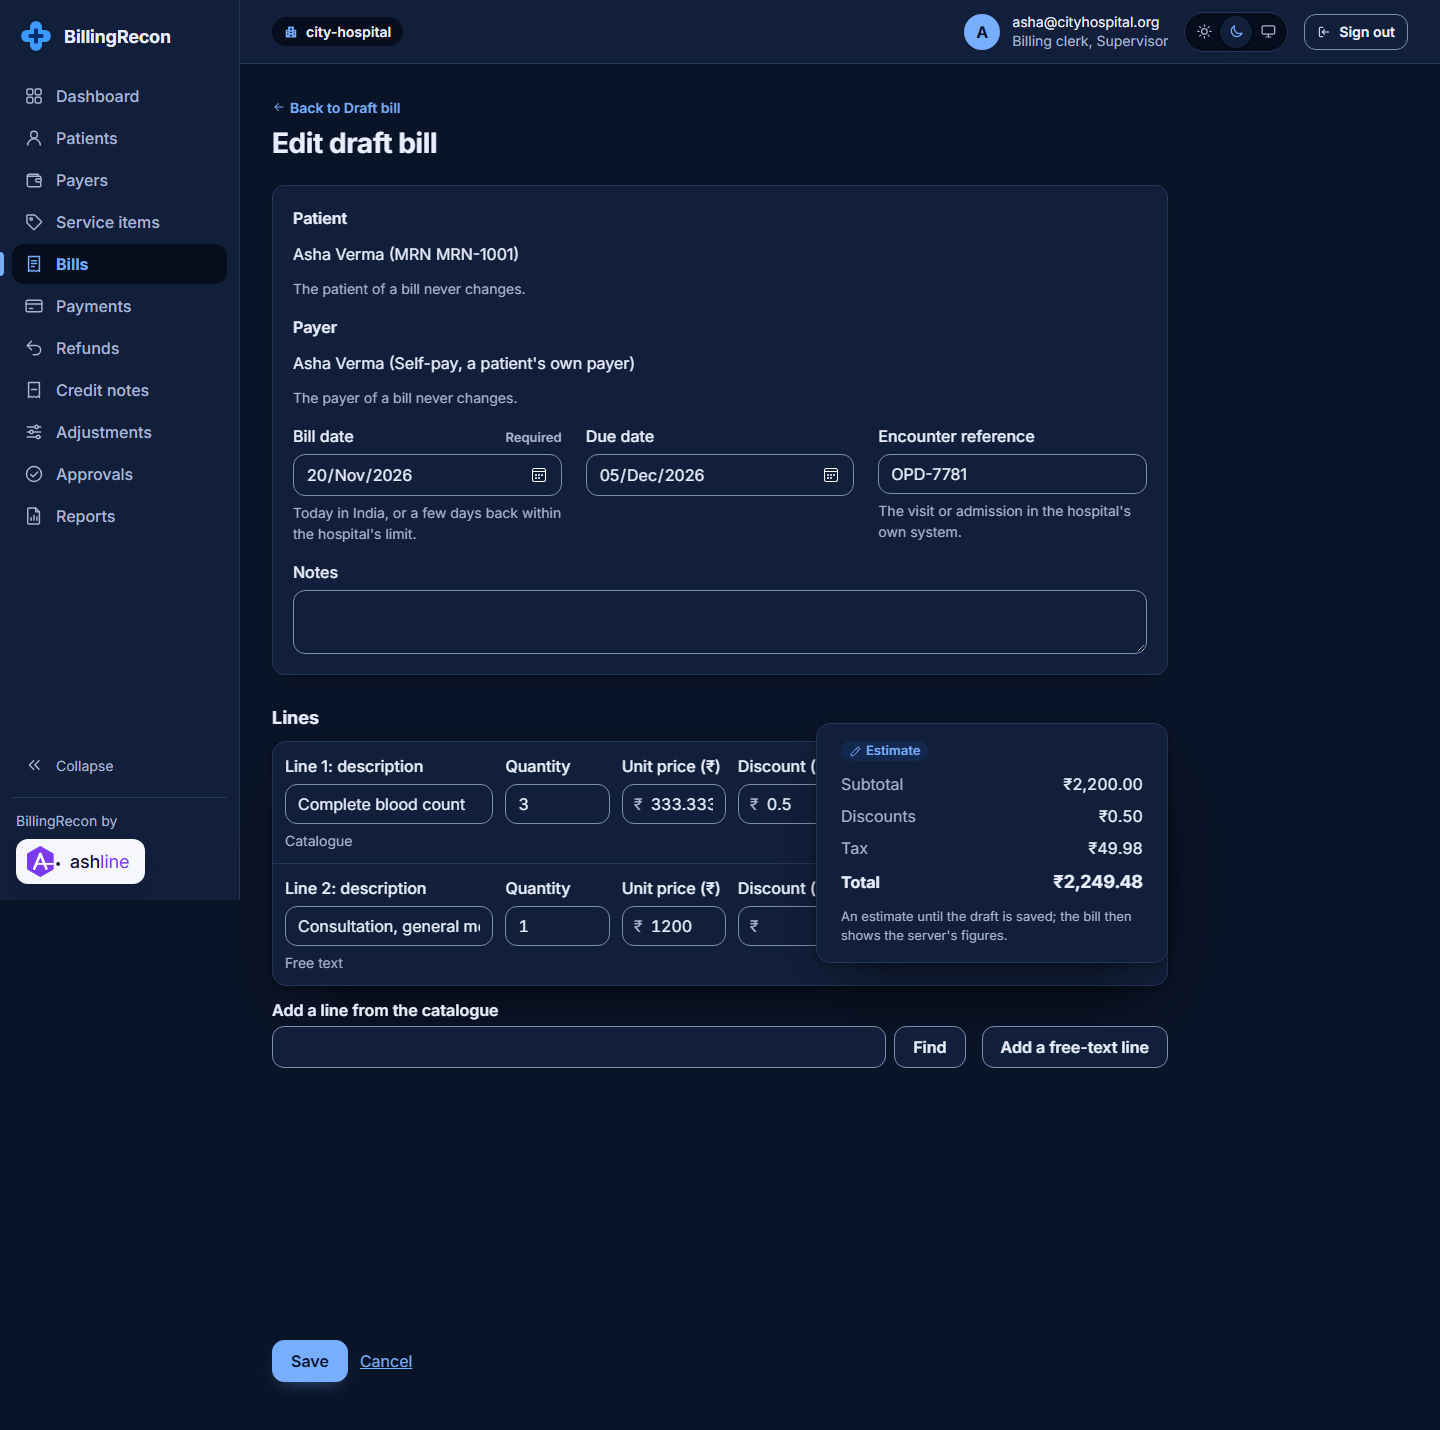 BillingRecon
Dashboard
Patients
Payers
Service items
Bills
Payments
Refunds
Credit notes
Adjustments
Approvals
Reports
Collapse
BillingRecon by
A
ashline
city-hospital
A
asha@cityhospital.org
Billing clerk, Supervisor
Sign out
← Back to Draft bill
Edit draft bill
Patient
Asha Verma (MRN MRN-1001)
The patient of a bill never changes.
Payer
Asha Verma (Self-pay, a patient's own payer)
The payer of a bill never changes.
Bill date Required
20/Nov/2026
Today in India, or a few days back within
the hospital's limit.
Due date
05/Dec/2026
Encounter reference
OPD-7781
The visit or admission in the hospital's
own system.
Notes
Lines
Line 1: description Quantity Unit price (₹) Discount (
Complete blood count 3 ₹ 333.333 ₹ 0.5
Catalogue
Line 2: description Quantity Unit price (₹) Discount (
Consultation, general 1 ₹ 1200 ₹
Free text
Estimate
Subtotal ₹2,200.00
Discounts ₹0.50
Tax ₹49.98
Total ₹2,249.48
An estimate until the draft is saved; the bill then
shows the server's figures.
Add a line from the catalogue
Find
Add a free-text line
Save Cancel